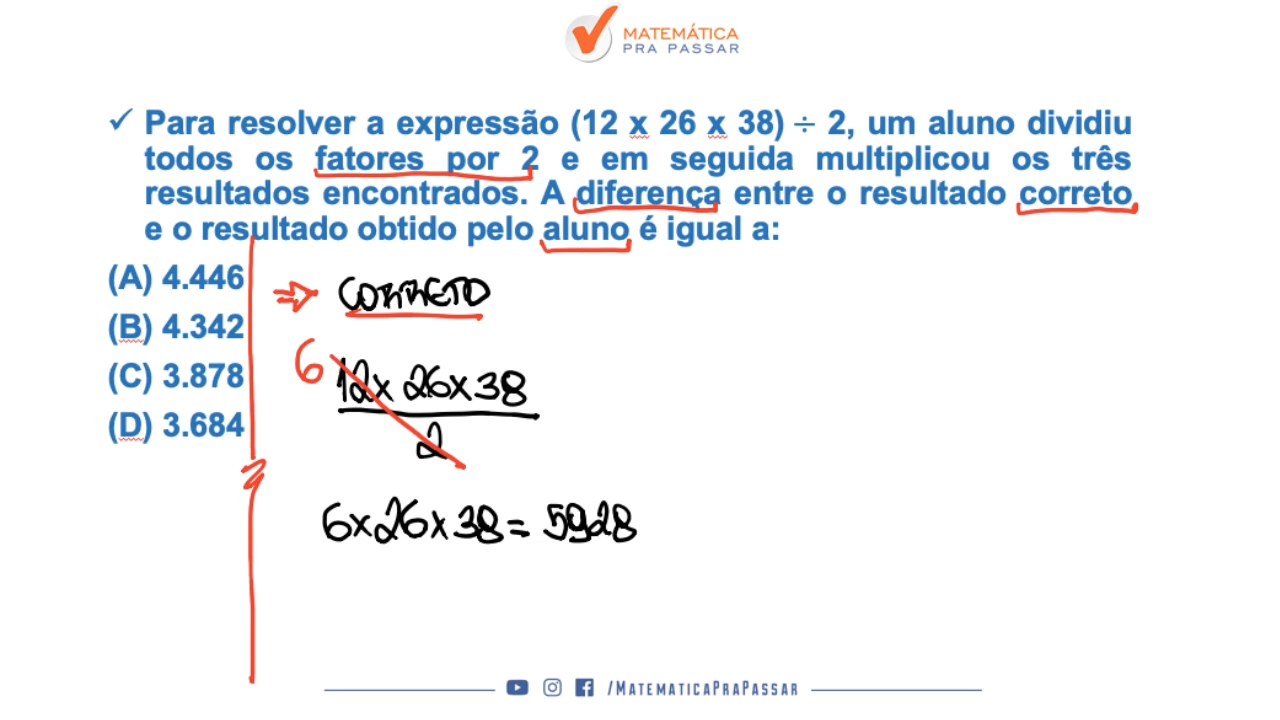 MATEMÁTICA
PRA PASSAR
✓ Para resolver a expressão (12 x 26 x 38) ÷ 2, um aluno dividiu
todos os fatores por 2 e em seguida multiplicou os três
resultados encontrados. A diferença entre o resultado correto
e o resultado obtido pelo aluno é igual a:
(A) 4.446
(B) 4.342
(C) 3.878
(D) 3.684
⇒ CORRETO
6
12x 26x38
2
6x26x38= 5928
/MATEMATICAPRAPASSAR